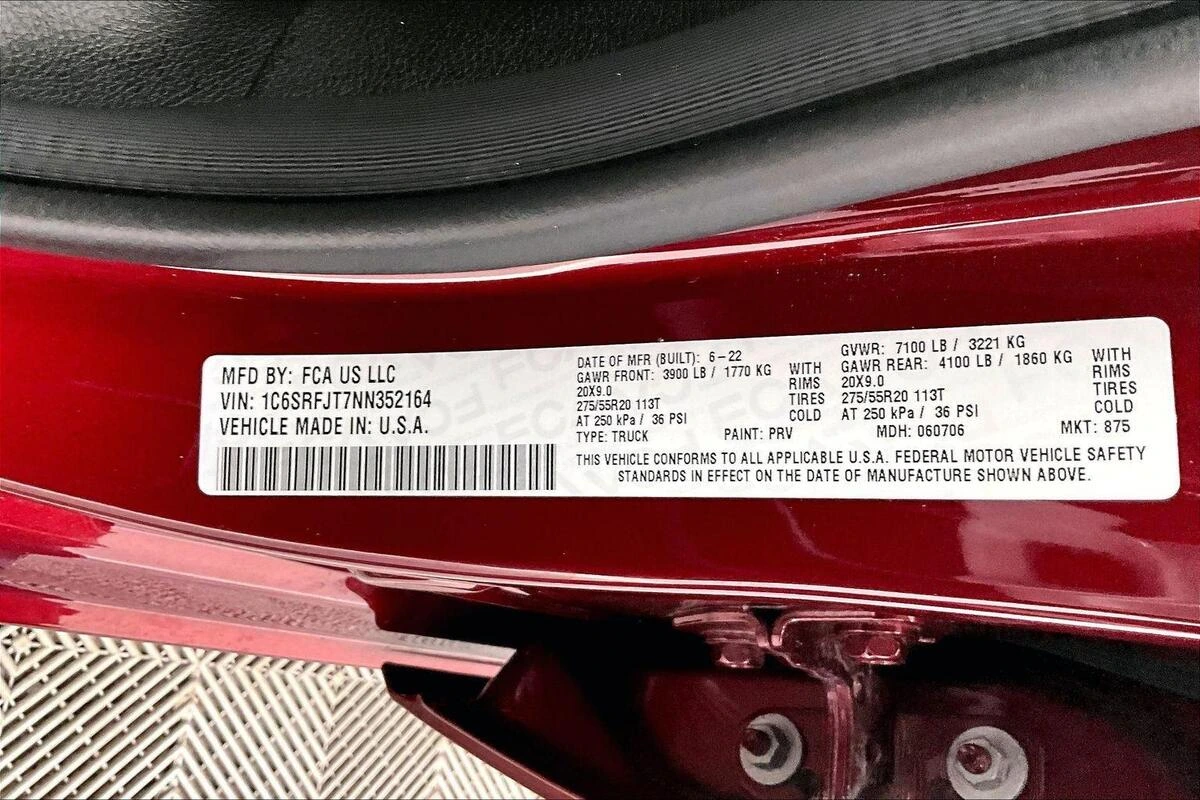 MFD BY: FCA US LLC
VIN: 1C6SRFJT7NN352164
VEHICLE MADE IN: U.S.A.
DATE OF MFR (BUILT): 6-22
GAWR FRONT: 3900 LB / 1770 KG WITH
20X9.0 RIMS
275/55R20 113T TIRES
AT 250 kPa / 36 PSI COLD
GVWR: 7100 LB / 3221 KG
GAWR REAR: 4100 LB / 1860 KG WITH
20X9.0 RIMS
275/55R20 113T TIRES
AT 250 kPa / 36 PSI COLD
TYPE: TRUCK PAINT: PRV MDH: 060706 MKT: 875
THIS VEHICLE CONFORMS TO ALL APPLICABLE U.S.A. FEDERAL MOTOR VEHICLE SAFETY
STANDARDS IN EFFECT ON THE DATE OF MANUFACTURE SHOWN ABOVE.